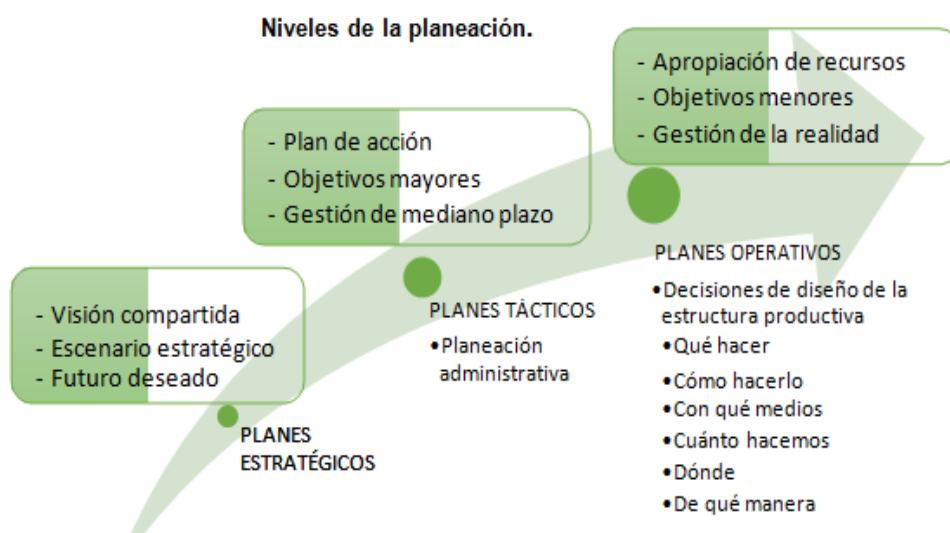 Niveles de la planeación.
- Apropiación de recursos
- Objetivos menores
- Gestión de la realidad
- Plan de acción
- Objetivos mayores
- Gestión de mediano plazo
- Visión compartida
- Escenario estratégico
- Futuro deseado
PLANES
ESTRATÉGICOS
PLANES TÁCTICOS
•Planeación
administrativa
PLANES OPERATIVOS
•Decisiones de diseño de la
estructura productiva
•Qué hacer
•Cómo hacerlo
•Con qué medios
•Cuánto hacemos
•Dónde
•De qué manera